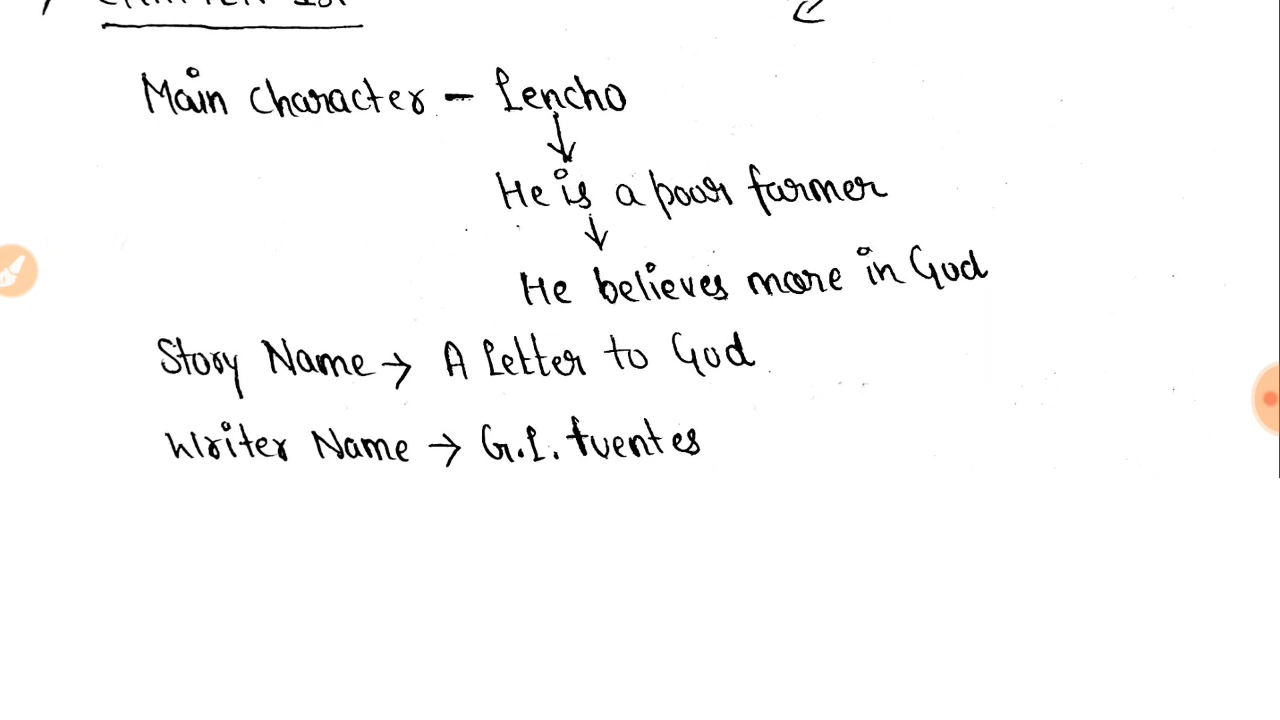 Main character - Lencho
↓
He is a poor farmer
↓
He believes more in God
Story Name → A Letter to God
Writer Name → G.L. fuentes